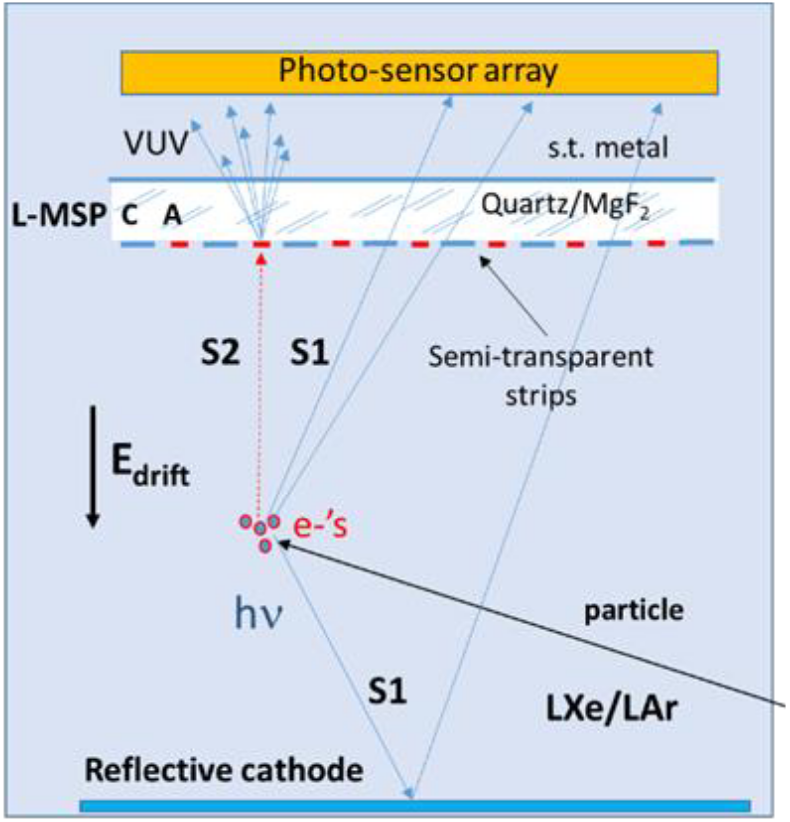 Photo-sensor array
VUV
s.t. metal
L-MSP C A
Quartz/MgF₂
S2 S1
Semi-transparent
strips
E_drift
e-'s
hν
particle
S1
LXe/LAr
Reflective cathode